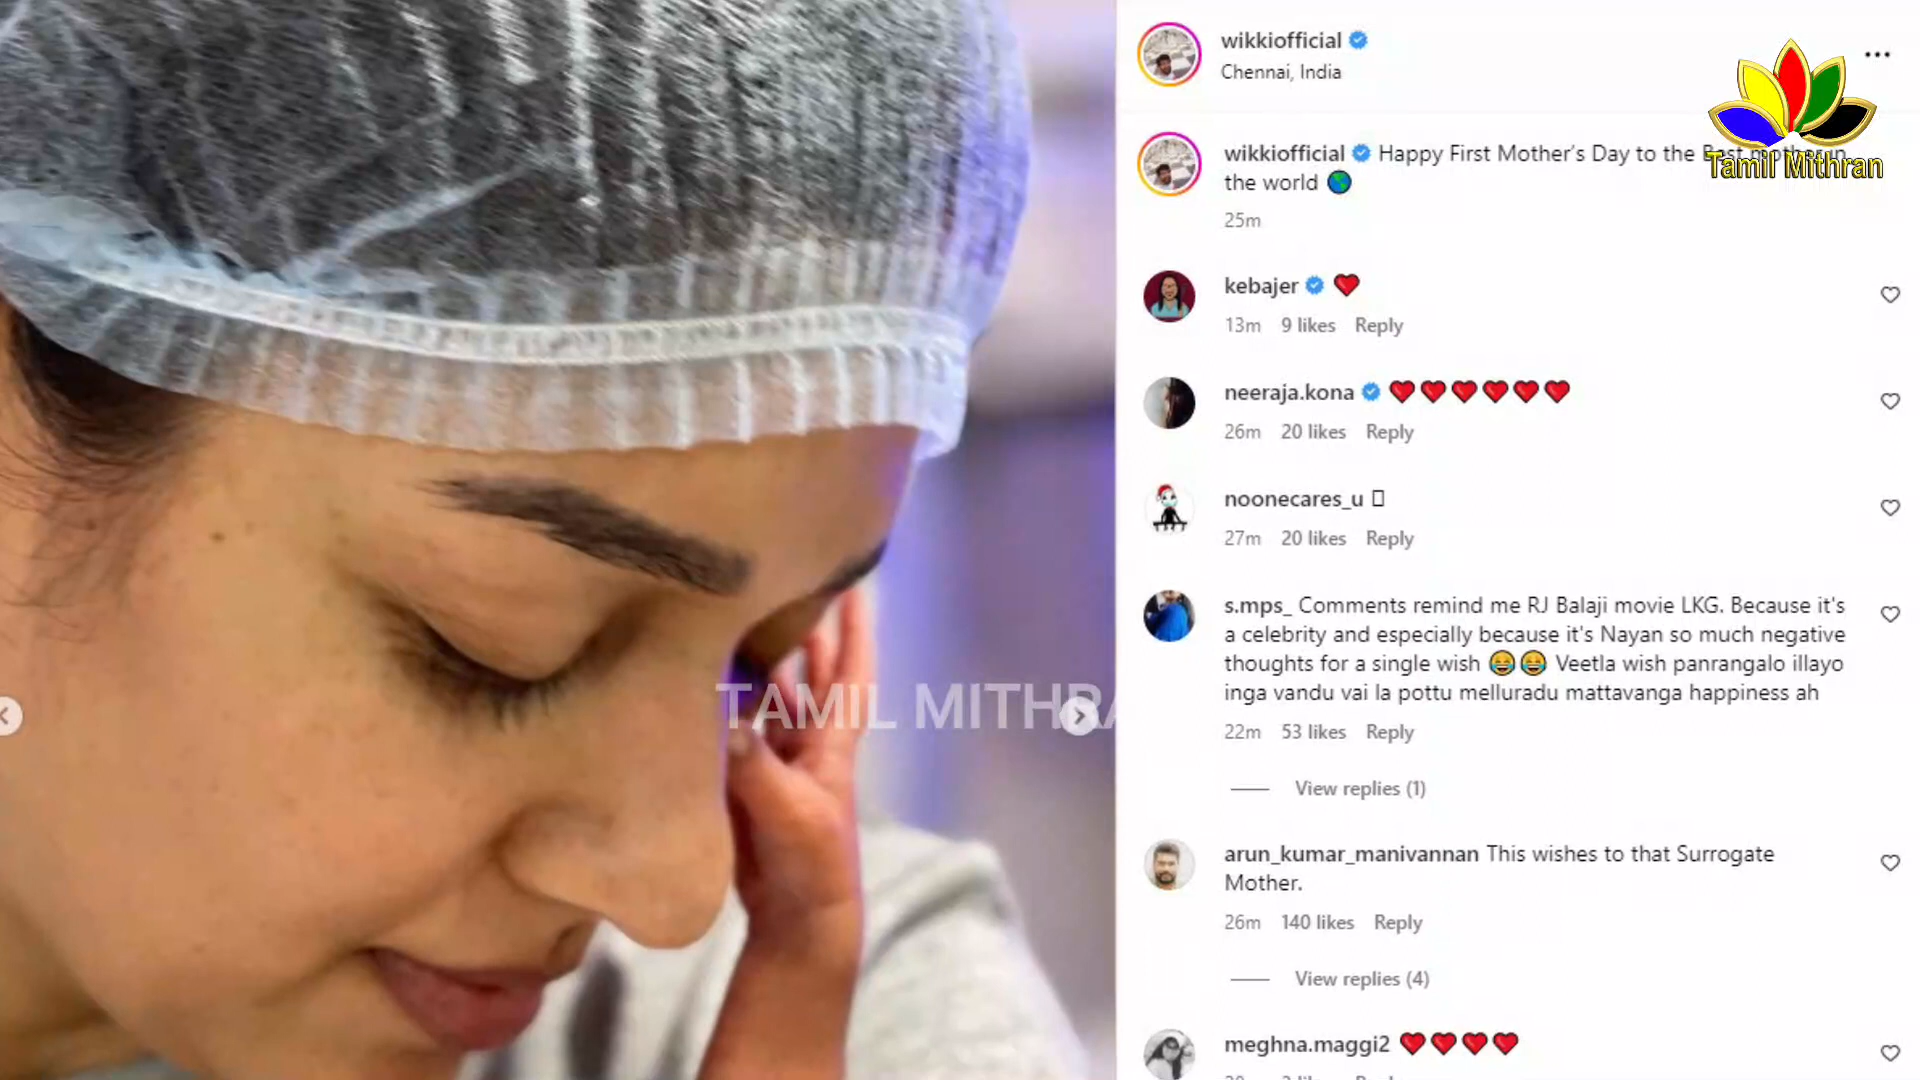 wikkiofficial
Chennai, India
wikkiofficial Happy First Mother's Day to the Best mother in
the world 🌎
25m
Tamil Mithran
kebajer ❤️
13m 9 likes Reply
neeraja.kona ❤️❤️❤️❤️❤️❤️
26m 20 likes Reply
noonecares_u
27m 20 likes Reply
s.mps_ Comments remind me RJ Balaji movie LKG. Because it's
a celebrity and especially because it's Nayan so much negative
thoughts for a single wish 😂😂 Veetla wish panrangalo illayo
inga vandu vai la pottu melluradu mattavanga happiness ah
22m 53 likes Reply
View replies (1)
TAMIL MITHRA
arun_kumar_manivannan This wishes to that Surrogate
Mother.
26m 140 likes Reply
View replies (4)
meghna.maggi2 ❤️❤️❤️❤️